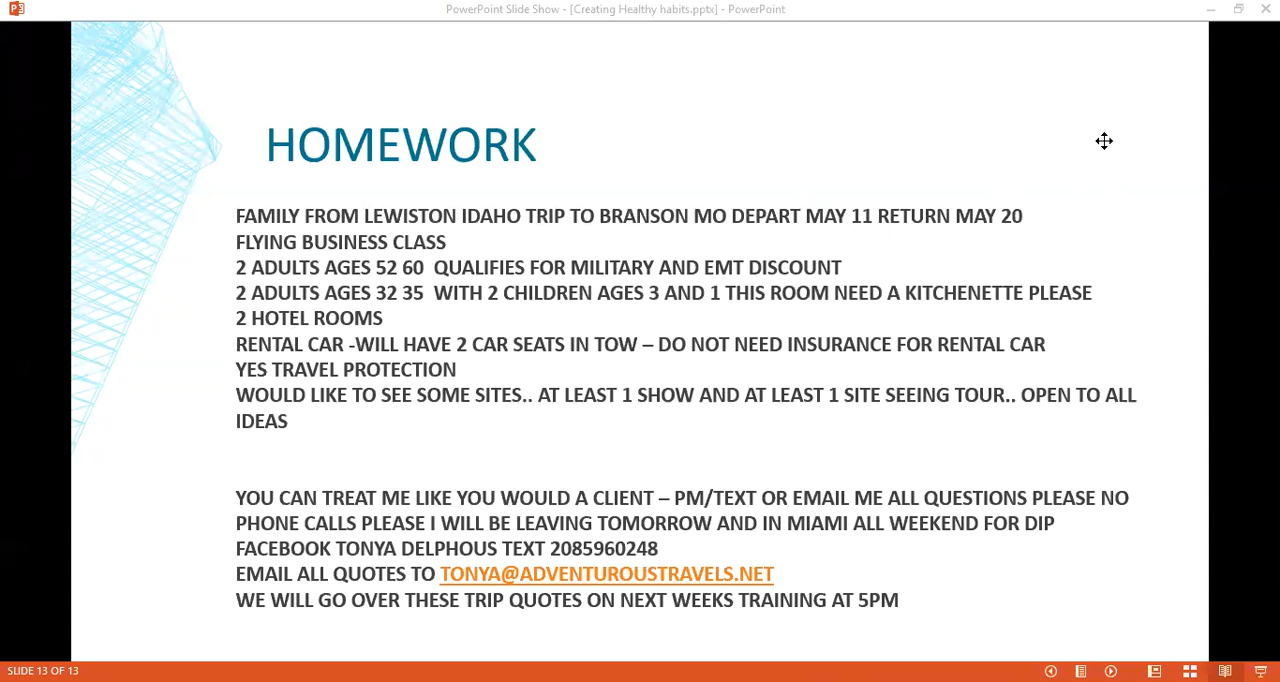 PowerPoint Slide Show - [Creating Healthy habits.pptx] - PowerPoint
HOMEWORK
FAMILY FROM LEWISTON IDAHO TRIP TO BRANSON MO DEPART MAY 11 RETURN MAY 20
FLYING BUSINESS CLASS
2 ADULTS AGES 52 60  QUALIFIES FOR MILITARY AND EMT DISCOUNT
2 ADULTS AGES 32 35  WITH 2 CHILDREN AGES 3 AND 1 THIS ROOM NEED A KITCHENETTE PLEASE
2 HOTEL ROOMS
RENTAL CAR -WILL HAVE 2 CAR SEATS IN TOW – DO NOT NEED INSURANCE FOR RENTAL CAR
YES TRAVEL PROTECTION
WOULD LIKE TO SEE SOME SITES.. AT LEAST 1 SHOW AND AT LEAST 1 SITE SEEING TOUR.. OPEN TO ALL
IDEAS
YOU CAN TREAT ME LIKE YOU WOULD A CLIENT – PM/TEXT OR EMAIL ME ALL QUESTIONS PLEASE NO
PHONE CALLS PLEASE I WILL BE LEAVING TOMORROW AND IN MIAMI ALL WEEKEND FOR DIP
FACEBOOK TONYA DELPHOUS TEXT 2085960248
EMAIL ALL QUOTES TO TONYA@ADVENTUROUSTRAVELS.NET
WE WILL GO OVER THESE TRIP QUOTES ON NEXT WEEKS TRAINING AT 5PM
SLIDE 13 OF 13